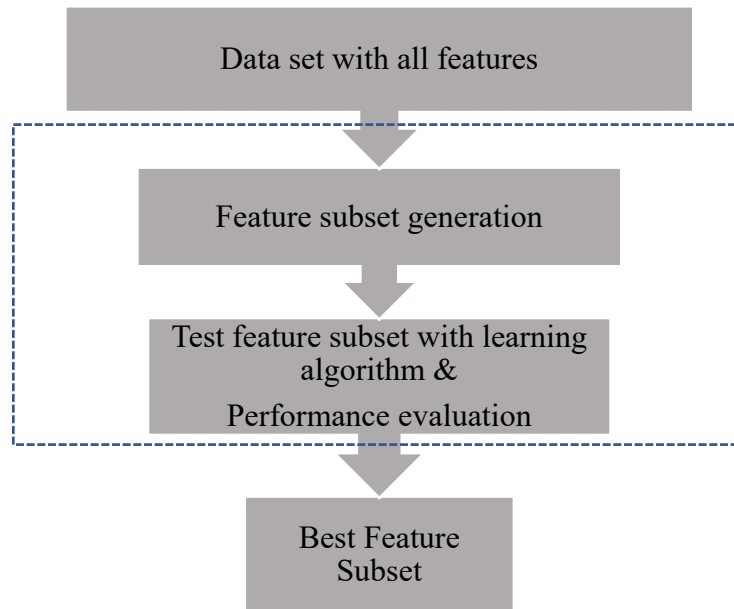 Data set with all features
Feature subset generation
Test feature subset with learning
algorithm &
Performance evaluation
Best Feature
Subset